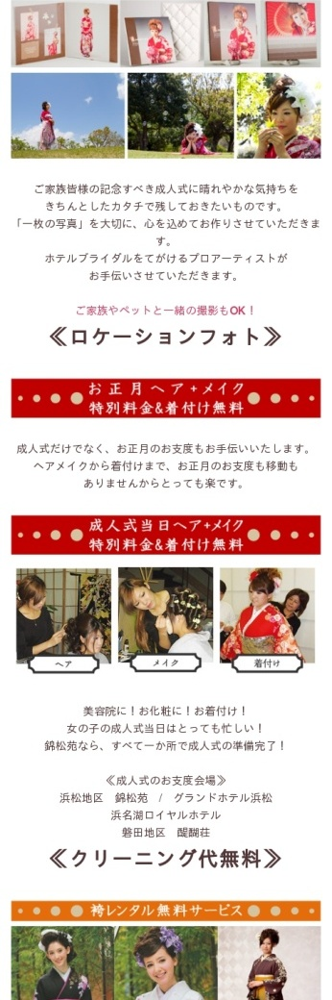 ご家族皆様の記念すべき成人式に晴れやかな気持ちを
きちんとしたカタチで残しておきたいものです。
「一枚の写真」を大切に、心を込めてお作りさせていただきま
す。
ホテルブライダルをてがけるプロアーティストが
お手伝いさせていただきます。
ご家族やペットと一緒の撮影もOK！
≪ロケーションフォト≫
お正月ヘア+メイク
特別料金&着付け無料
成人式だけでなく、お正月のお支度もお手伝いいたします。
ヘアメイクから着付けまで、お正月のお支度も移動も
ありませんからとっても楽です。
成人式当日ヘア+メイク
特別料金&着付け無料
ヘア
メイク
着付け
美容院に！お化粧に！お着付け！
女の子の成人式当日はとっても忙しい！
錦松苑なら、すべて一か所で成人式の準備完了！
≪成人式のお支度会場≫
浜松地区　錦松苑　/　グランドホテル浜松
浜名湖ロイヤルホテル
磐田地区　醍醐荘
≪クリーニング代無料≫
袴レンタル無料サービス